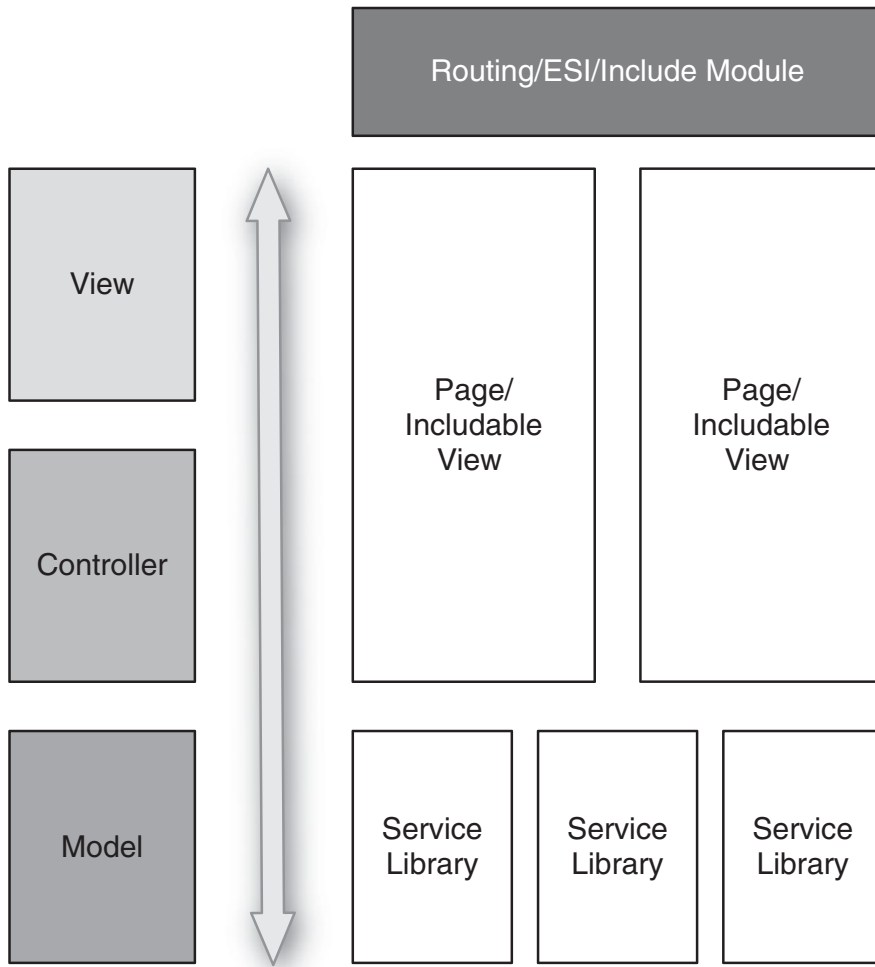 Routing/ESI/Include Module
View
Page/
Includable
View
Page/
Includable
View
Controller
Model
Service
Library
Service
Library
Service
Library